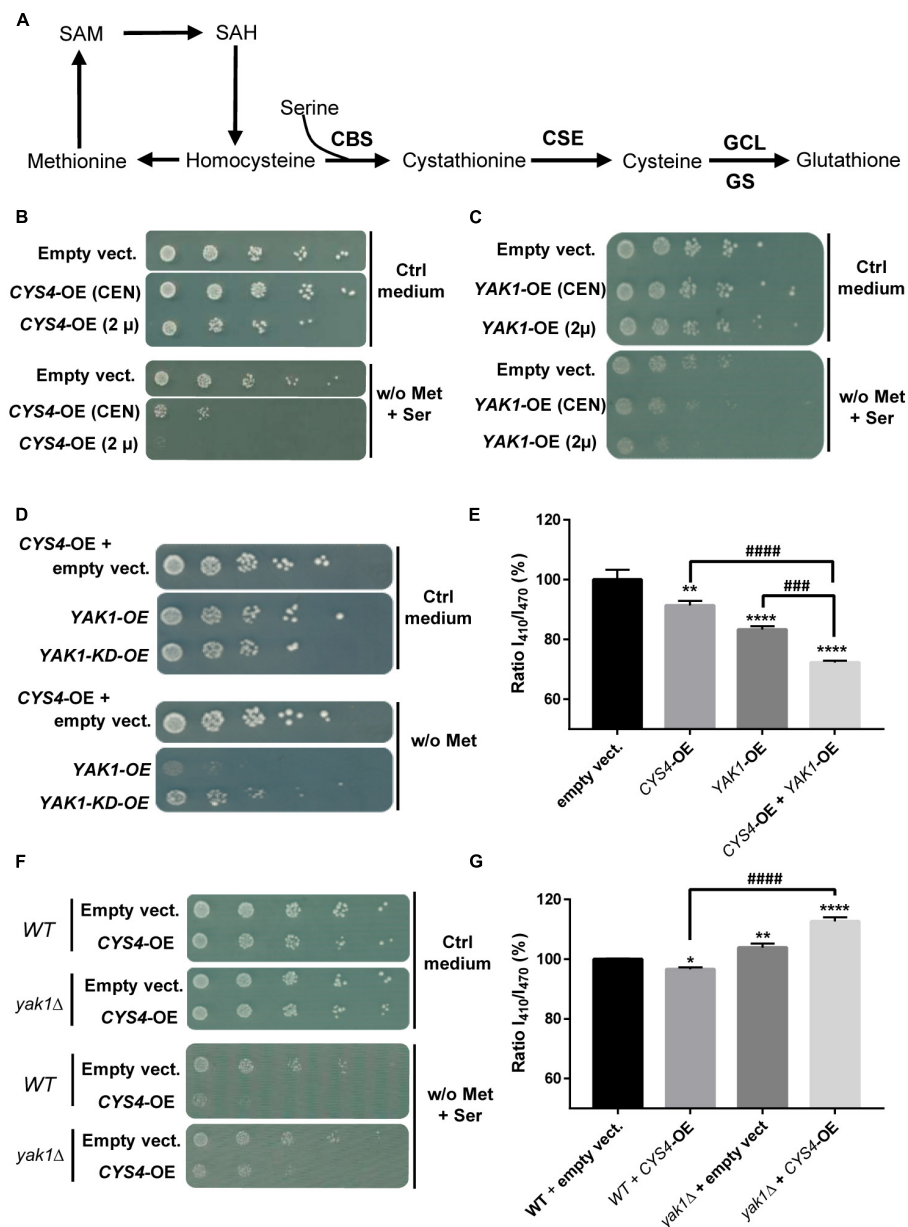 A
SAM
SAH
Serine
CBS
CSE
GCL
Methionine
Homocysteine
Cystathionine
Cysteine
Glutathione
GS
B
Empty vect.
CYS4-OE (CEN)
CYS4-OE (2 µ)
Ctrl
medium
Empty vect.
CYS4-OE (CEN)
CYS4-OE (2 µ)
w/o Met
+ Ser
C
Empty vect.
YAK1-OE (CEN)
YAK1-OE (2µ)
Ctrl
medium
Empty vect.
YAK1-OE (CEN)
YAK1-OE (2µ)
w/o Met
+ Ser
D
CYS4-OE +
empty vect.
YAK1-OE
YAK1-KD-OE
Ctrl
medium
CYS4-OE +
empty vect.
YAK1-OE
YAK1-KD-OE
w/o Met
E
Ratio I410/I470 (%)
120
100
80
60
####
###
**
****
****
empty vect.
CYS4-OE
YAK1-OE
CYS4-OE + YAK1-OE
F
WT
Empty vect.
CYS4-OE
yak1Δ
Empty vect.
CYS4-OE
Ctrl
medium
WT
Empty vect.
CYS4-OE
yak1Δ
Empty vect.
CYS4-OE
w/o Met
+ Ser
G
Ratio I410/I470 (%)
120
100
80
60
####
*
**
****
WT + empty vect.
WT + CYS4-OE
yak1Δ + empty vect
yak1Δ + CYS4-OE